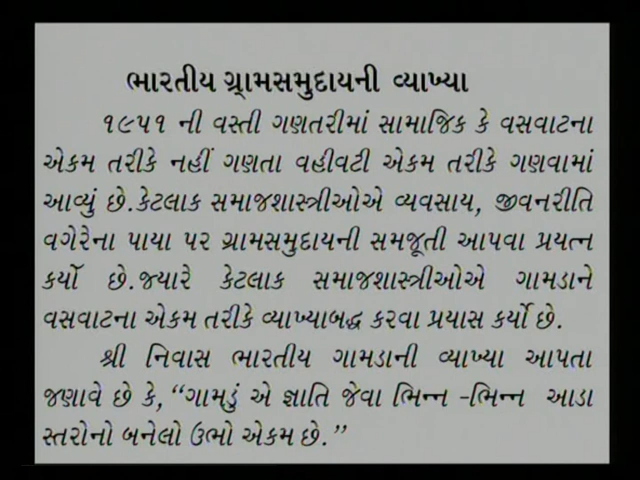 ભારતીય ગ્રામસમુદાયની વ્યાખ્યા
૧૯૫૧ ની વસ્તી ગણતરીમાં સામાજિક કે વસવાટના
એકમ તરીકે નહીં ગણતા વહીવટી એકમ તરીકે ગણવામાં
આવ્યું છે.કેટલાક સમાજશાસ્ત્રીઓએ વ્યવસાય, જીવનરીતિ
વગેરેના પાયા પર ગ્રામસમુદાયની સમજૂતી આપવા પ્રયત્ન
કર્યો છે.જ્યારે કેટલાક સમાજશાસ્ત્રીઓએ ગામડાને
વસવાટના એકમ તરીકે વ્યાખ્યાબદ્ધ કરવા પ્રયાસ કર્યો છે.
શ્રી નિવાસ ભારતીય ગામડાની વ્યાખ્યા આપતા
જણાવે છે કે, “ગામડું એ જ્ઞાતિ જેવા ભિન્ન -ભિન્ન આડા
સ્તરોનો બનેલો ઉભો એકમ છે.”